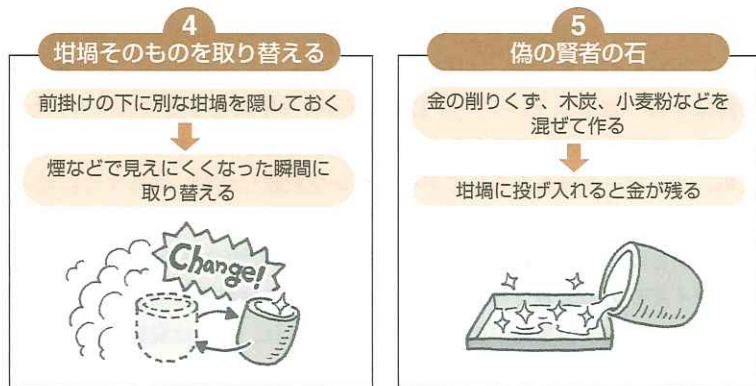 4
坩堝そのものを取り替える
前掛けの下に別な坩堝を隠しておく
煙などで見えにくくなった瞬間に
取り替える
Change!
5
偽の賢者の石
金の削りくず、木炭、小麦粉などを
混ぜて作る
坩堝に投げ入れると金が残る